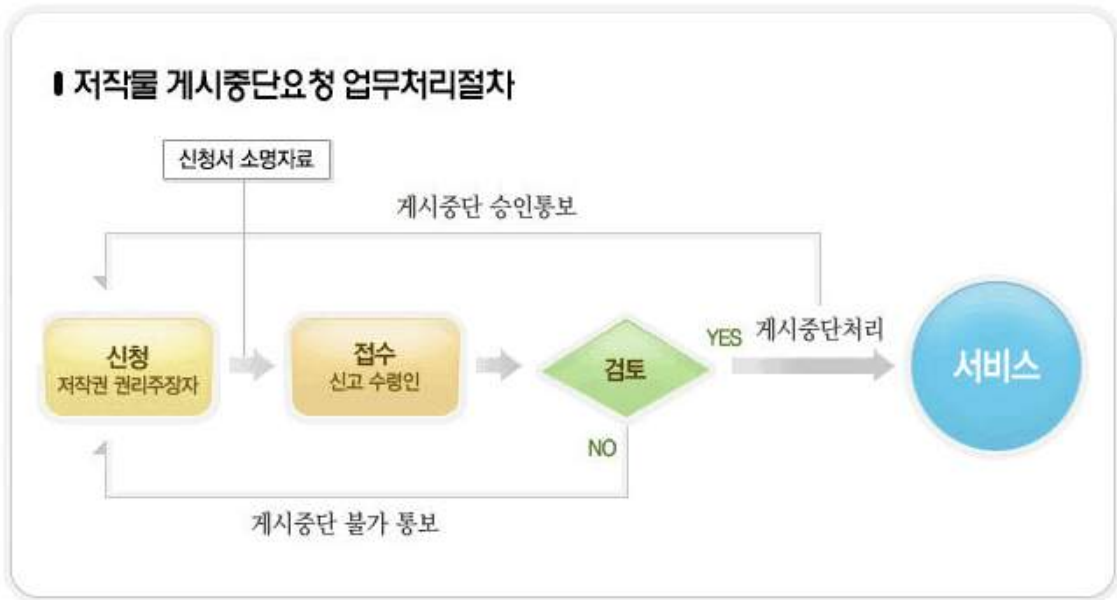 저작물 게시중단요청 업무처리절차
신청서 소명자료
게시중단 승인통보
신청
저작권 권리주장자
접수
신고 수령인
검토
YES
게시중단처리
서비스
NO
게시중단 불가 통보